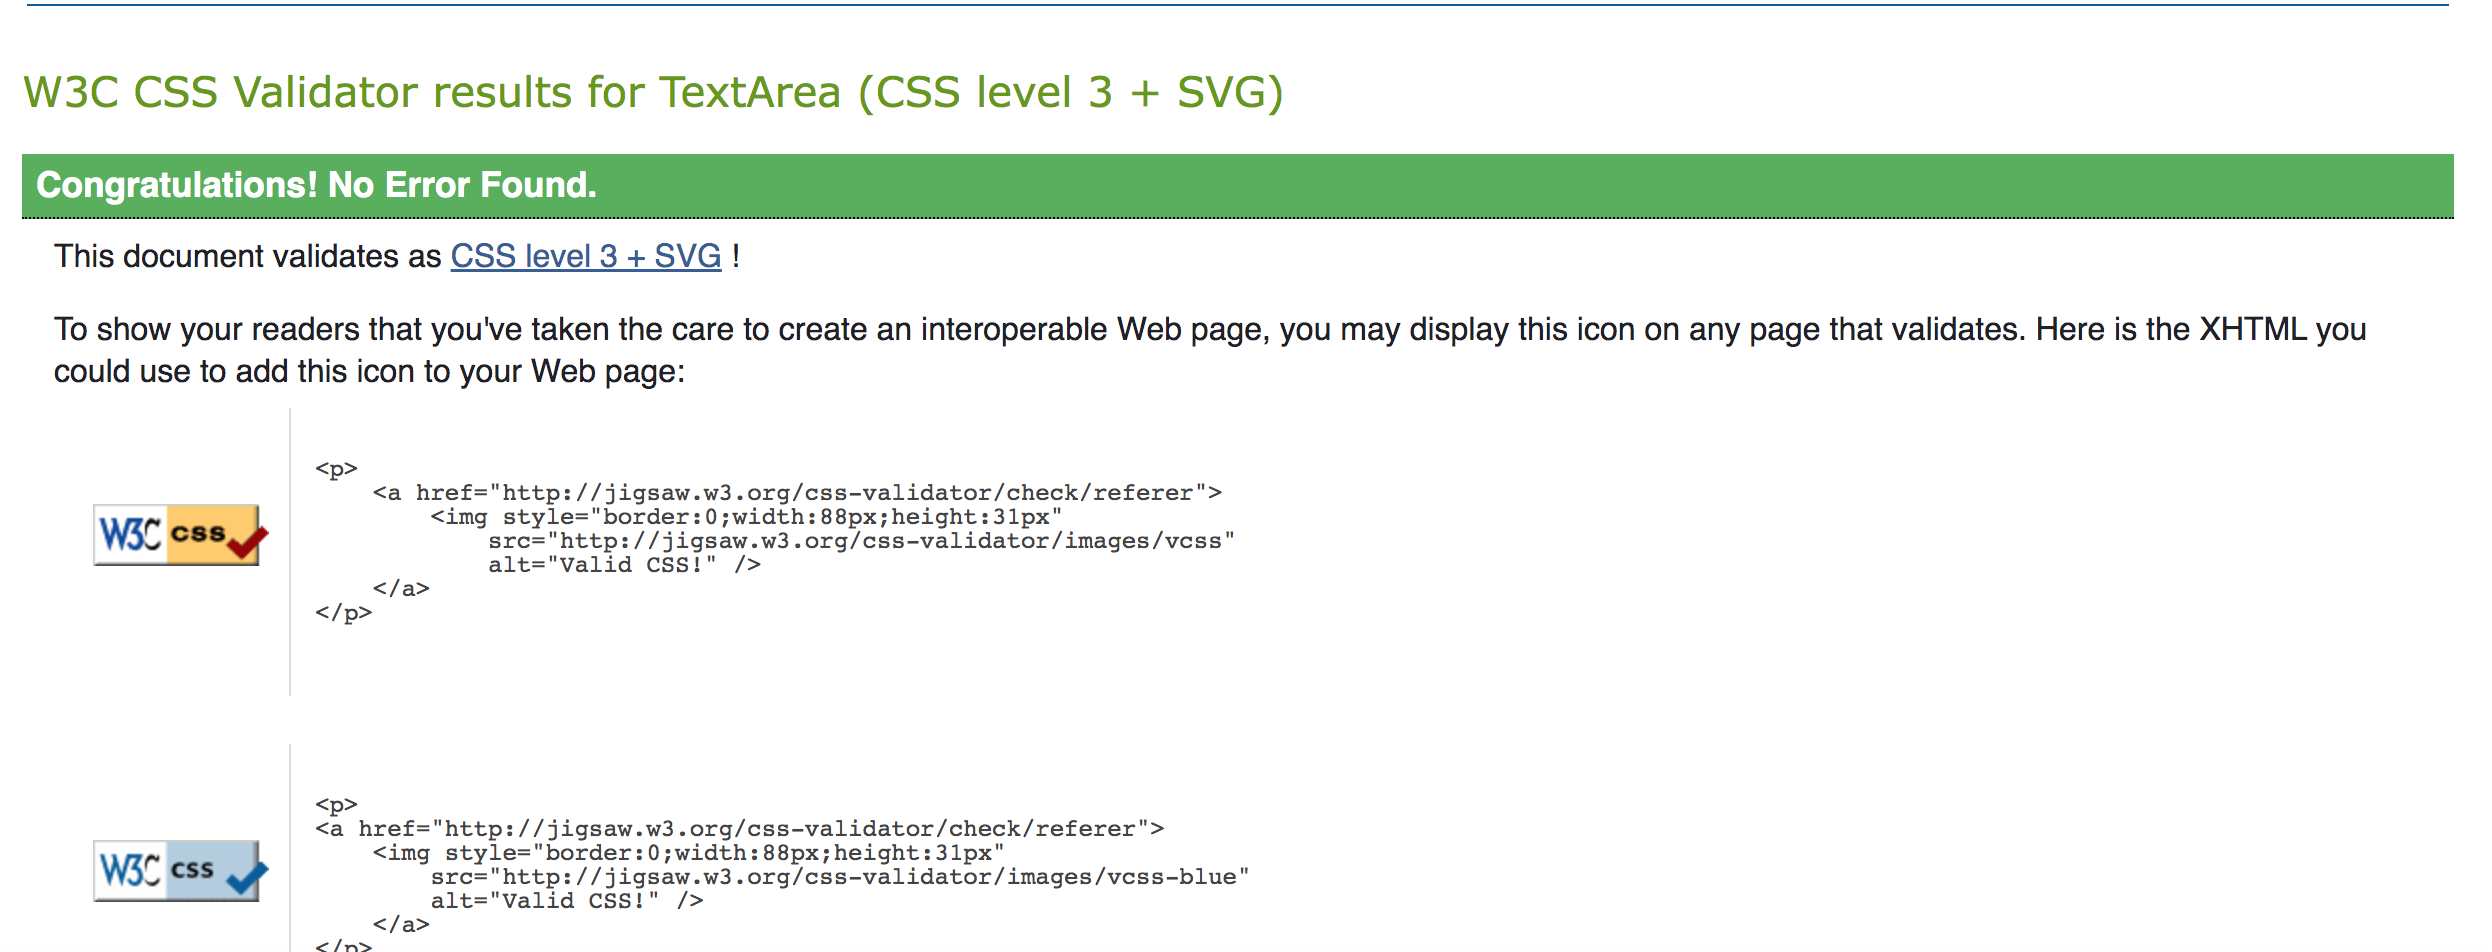 W3C CSS Validator results for TextArea (CSS level 3 + SVG)
Congratulations! No Error Found.
This document validates as CSS level 3 + SVG !
To show your readers that you've taken the care to create an interoperable Web page, you may display this icon on any page that validates. Here is the XHTML you
could use to add this icon to your Web page:
W3C css
<p>
    <a href="http://jigsaw.w3.org/css-validator/check/referer">
        <img style="border:0;width:88px;height:31px"
            src="http://jigsaw.w3.org/css-validator/images/vcss"
            alt="Valid CSS!" />
    </a>
</p>
W3C css
<p>
<a href="http://jigsaw.w3.org/css-validator/check/referer">
    <img style="border:0;width:88px;height:31px"
        src="http://jigsaw.w3.org/css-validator/images/vcss-blue"
        alt="Valid CSS!" />
    </a>
</p>